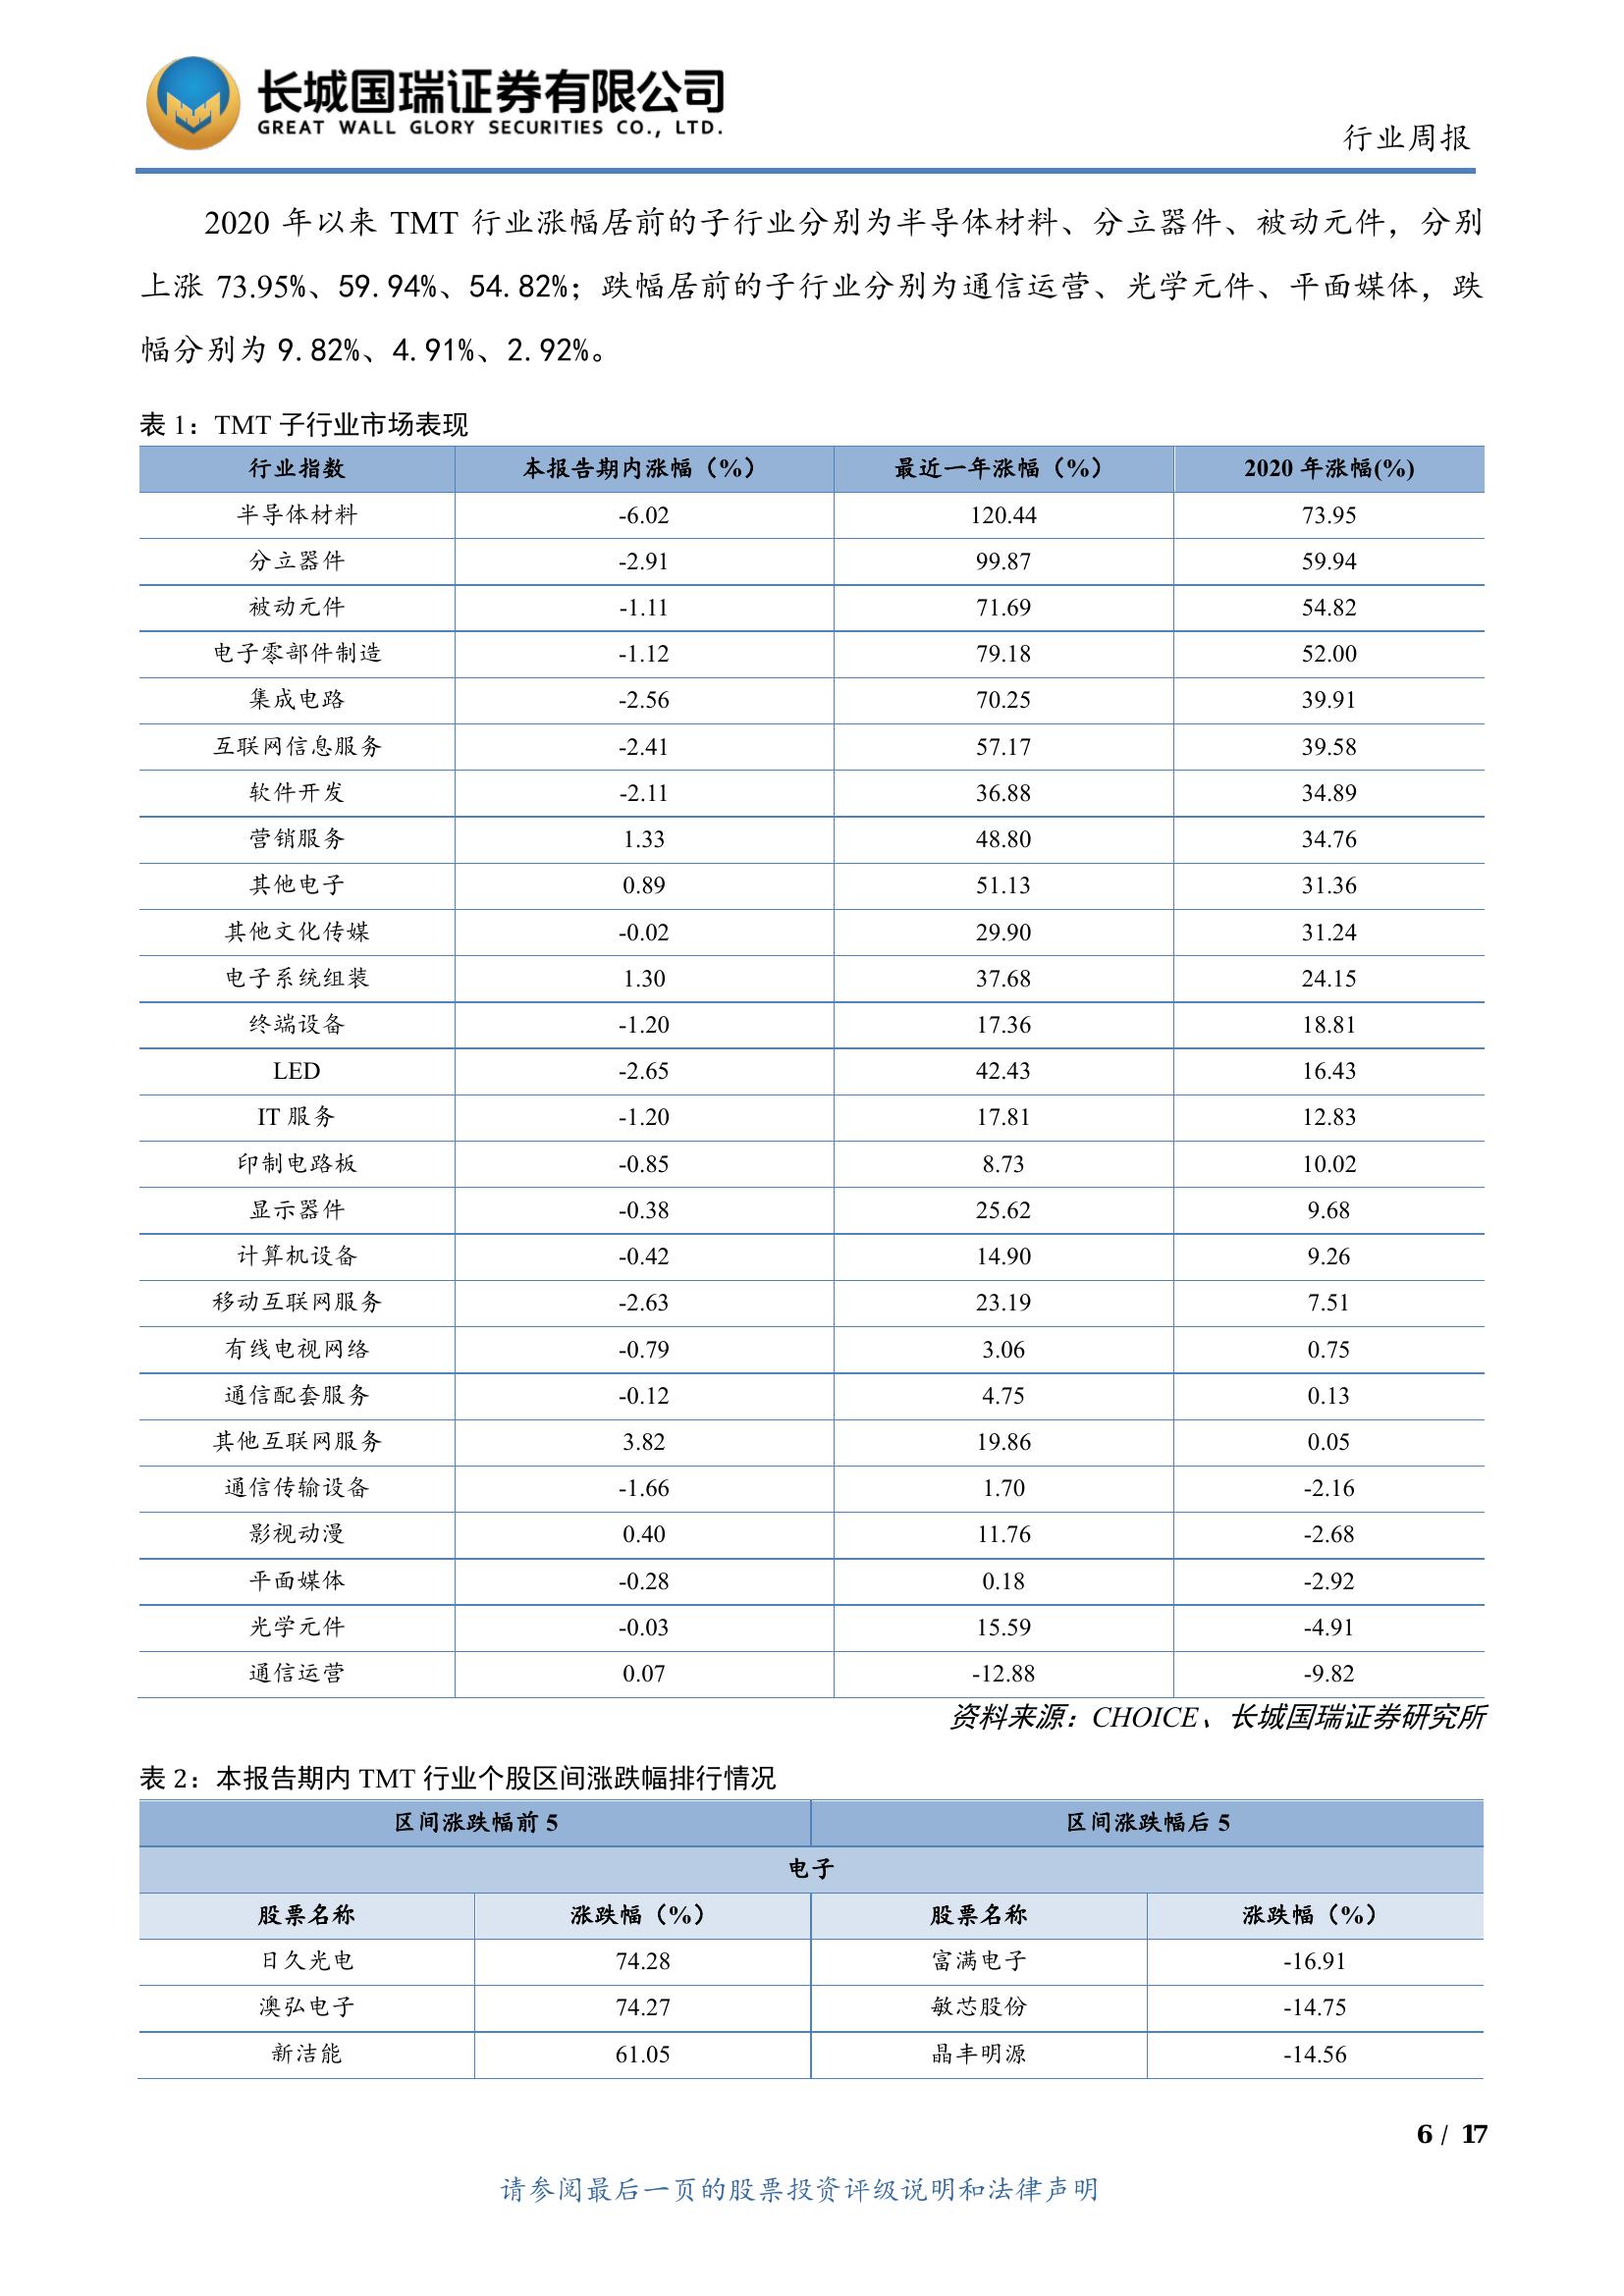 长城国瑞证券有限公司
GREAT WALL GLORY SECURITIES CO., LTD.
行业周报
2020 年以来 TMT 行业涨幅居前的子行业分别为半导体材料、分立器件、被动元件，分别
上涨 73.95%、59.94%、54.82%；跌幅居前的子行业分别为通信运营、光学元件、平面媒体，跌
幅分别为 9.82%、4.91%、2.92%。
表 1：TMT 子行业市场表现
行业指数 本报告期内涨幅（%） 最近一年涨幅（%） 2020 年涨幅(%)
半导体材料 -6.02 120.44 73.95
分立器件 -2.91 99.87 59.94
被动元件 -1.11 71.69 54.82
电子零部件制造 -1.12 79.18 52.00
集成电路 -2.56 70.25 39.91
互联网信息服务 -2.41 57.17 39.58
软件开发 -2.11 36.88 34.89
营销服务 1.33 48.80 34.76
其他电子 0.89 51.13 31.36
其他文化传媒 -0.02 29.90 31.24
电子系统组装 1.30 37.68 24.15
终端设备 -1.20 17.36 18.81
LED -2.65 42.43 16.43
IT 服务 -1.20 17.81 12.83
印制电路板 -0.85 8.73 10.02
显示器件 -0.38 25.62 9.68
计算机设备 -0.42 14.90 9.26
移动互联网服务 -2.63 23.19 7.51
有线电视网络 -0.79 3.06 0.75
通信配套服务 -0.12 4.75 0.13
其他互联网服务 3.82 19.86 0.05
通信传输设备 -1.66 1.70 -2.16
影视动漫 0.40 11.76 -2.68
平面媒体 -0.28 0.18 -2.92
光学元件 -0.03 15.59 -4.91
通信运营 0.07 -12.88 -9.82
资料来源：CHOICE、长城国瑞证券研究所
表 2：本报告期内 TMT 行业个股区间涨跌幅排行情况
区间涨跌幅前 5 区间涨跌幅后 5
电子
股票名称 涨跌幅（%） 股票名称 涨跌幅（%）
日久光电 74.28 富满电子 -16.91
澳弘电子 74.27 敏芯股份 -14.75
新洁能 61.05 晶丰明源 -14.56
6 / 17
请参阅最后一页的股票投资评级说明和法律声明